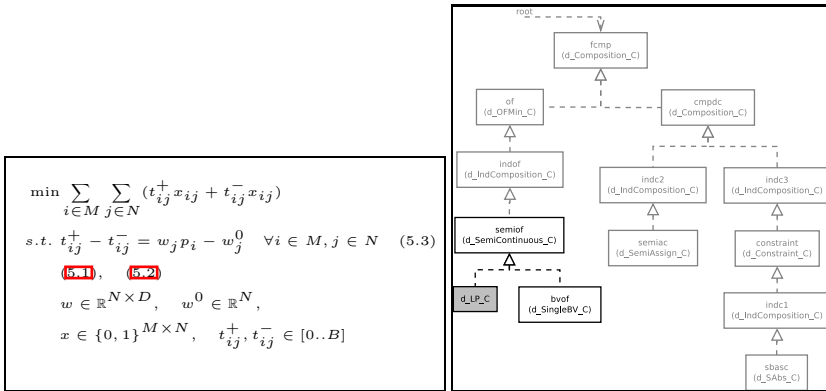 min ∑_{i∈M} ∑_{j∈N} (t^+_{ij} x_{ij} + t^-_{ij} x_{ij})
s.t. t^+_{ij} − t^-_{ij} = w_j p_i − w^0_j ∀i ∈ M, j ∈ N (5.3)
(5.1), (5.2)
w ∈ ℝ^{N×D}, w^0 ∈ ℝ^N,
x ∈ {0, 1}^{M×N}, t^+_{ij}, t^-_{ij} ∈ [0..B]
root
fcmp
(d_Composition_C)
of
(d_OFMin_C)
cmpdc
(d_Composition_C)
indof
(d_IndComposition_C)
indc2
(d_IndComposition_C)
indc3
(d_IndComposition_C)
semiof
(d_SemiContinuous_C)
semiac
(d_SemiAssign_C)
constraint
(d_Constraint_C)
d_LP_C
bvof
(d_SingleBV_C)
indc1
(d_IndComposition_C)
sbasc
(d_SAbs_C)